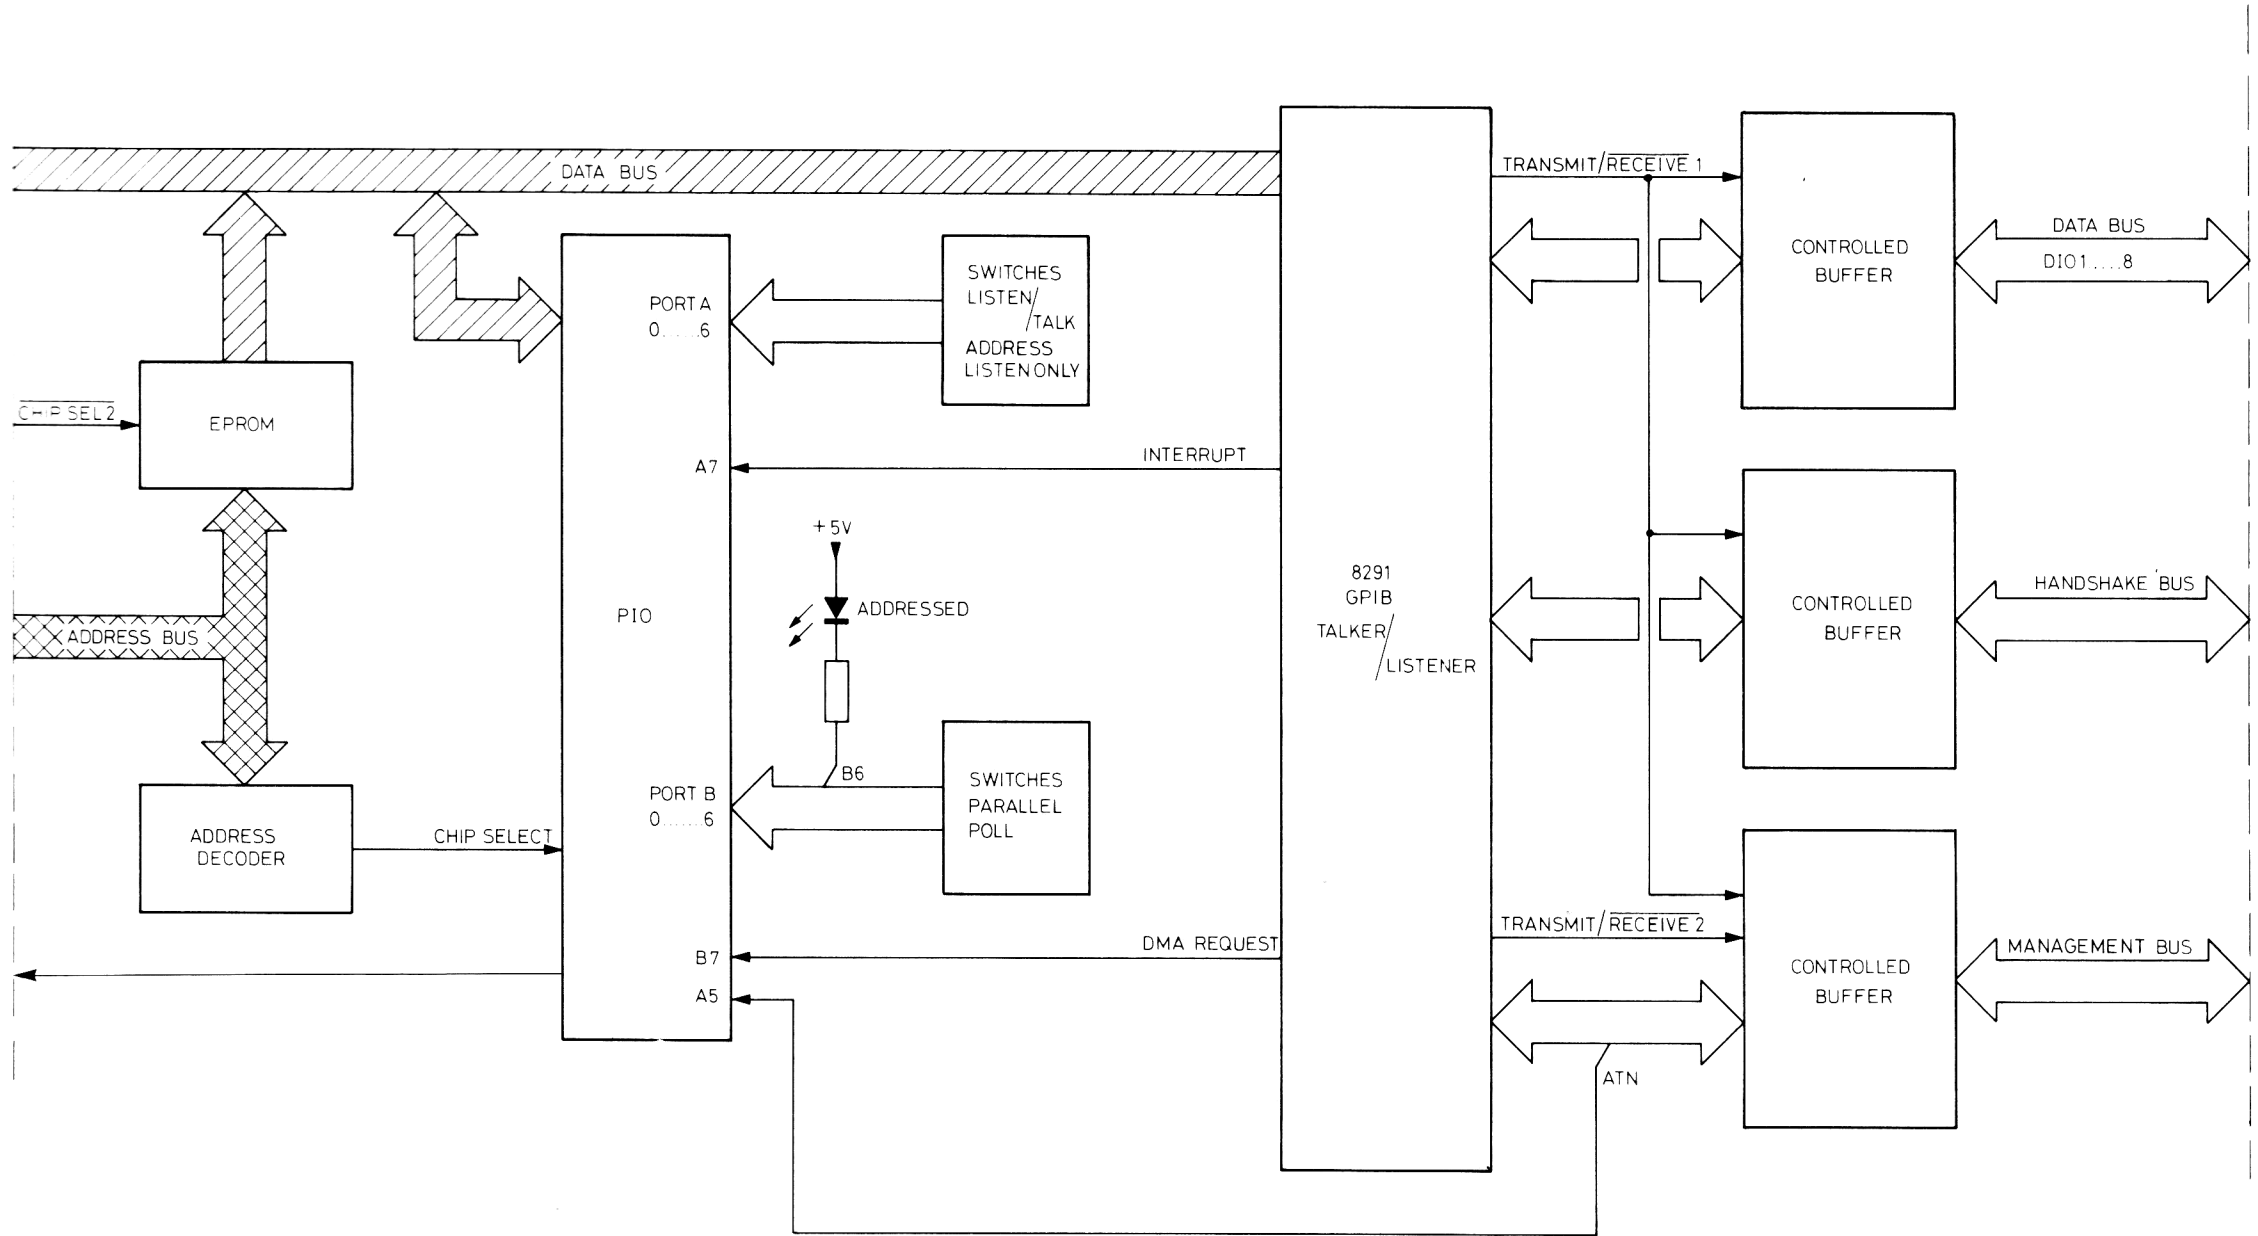 DATA BUS
TRANSMIT/RECEIVE 1
SWITCHES
LISTEN/
TALK
ADDRESS
LISTEN ONLY
PORT A
0......6
CONTROLLED
BUFFER
DATA BUS
DIO1....8
CHIP SEL 2
EPROM
A7
INTERRUPT
+5V
ADDRESSED
PIO
ADDRESS BUS
8291
GPIB
TALKER/
LISTENER
CONTROLLED
BUFFER
HANDSHAKE BUS
B6
PORT B
0.......6
SWITCHES
PARALLEL
POLL
ADDRESS
DECODER
CHIP SELECT
TRANSMIT/RECEIVE 2
B7
DMA REQUEST
A5
CONTROLLED
BUFFER
MANAGEMENT BUS
ATN